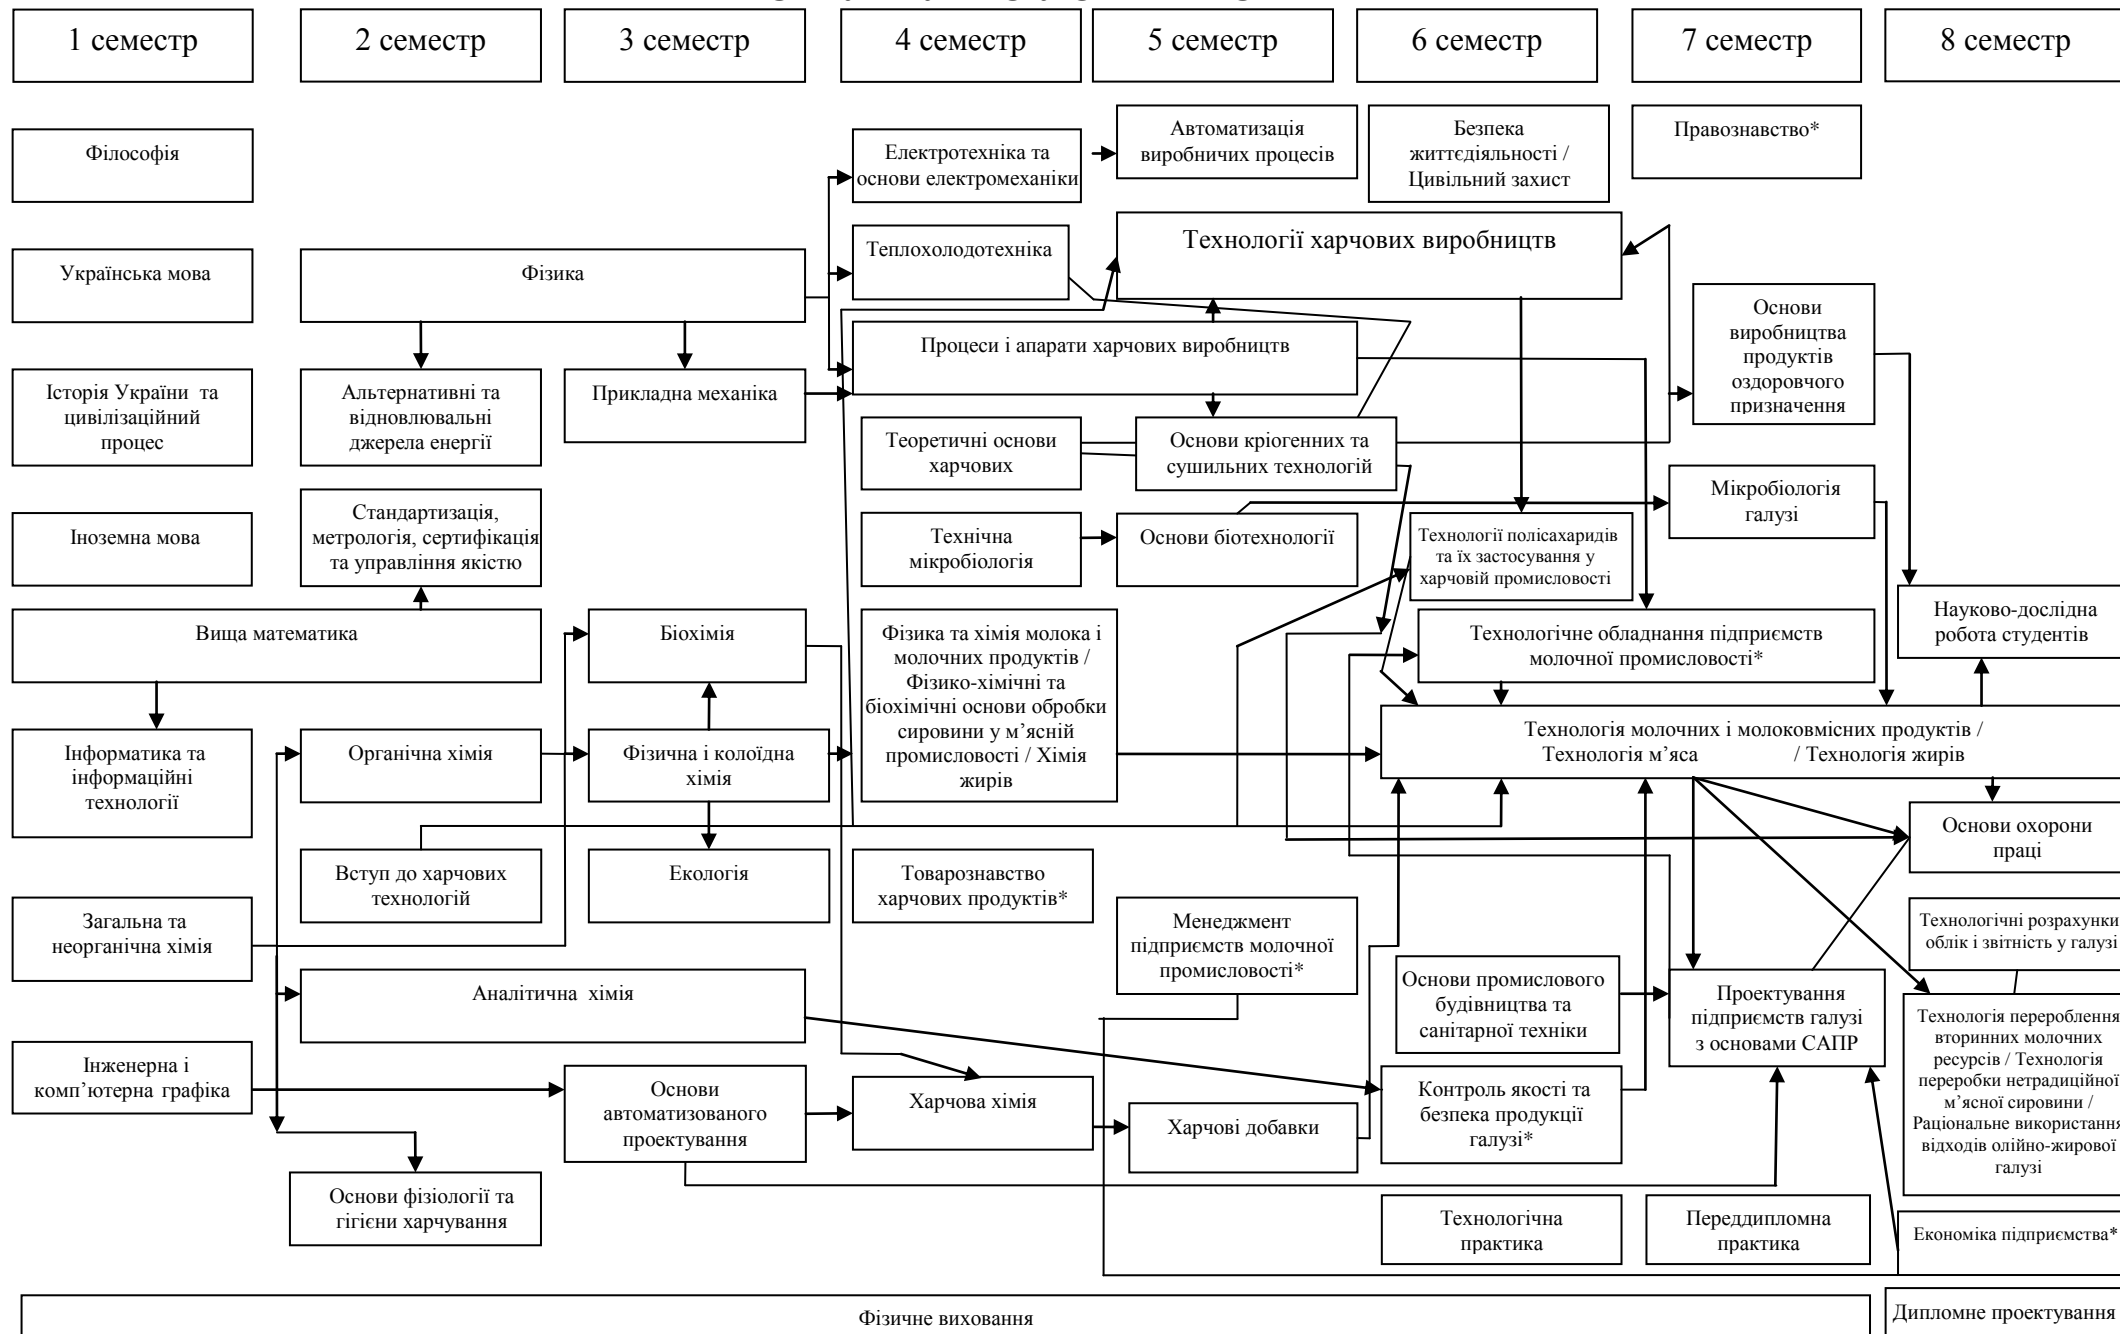 1 семестр
2 семестр
3 семестр
4 семестр
5 семестр
6 семестр
7 семестр
8 семестр
Філософія
Електротехніка та
основи електромеханіки
Автоматизація
виробничих процесів
Безпека
життєдіяльності /
Цивільний захист
Правознавство*
Українська мова
Фізика
Теплохолодотехніка
Технології харчових виробництв
Основи
виробництва
продуктів
оздоровчого
призначення
Процеси і апарати харчових виробництв
Історія України та
цивілізаційний
процес
Альтернативні та
відновлювальні
джерела енергії
Прикладна механіка
Теоретичні основи
харчових
Основи кріогенних та
сушильних технологій
Мікробіологія
галузі
Іноземна мова
Стандартизація,
метрологія, сертифікація
та управління якістю
Технічна
мікробіологія
Основи біотехнології
Технології полісахаридів
та їх застосування у
харчовій промисловості
Вища математика
Біохімія
Фізика та хімія молока і
молочних продуктів /
Фізико-хімічні та
біохімічні основи обробки
сировини у м’ясній
промисловості / Хімія
жирів
Технологічне обладнання підприємств
молочної промисловості*
Науково-дослідна
робота студентів
Інформатика та
інформаційні
технології
Органічна хімія
Фізична і колоїдна
хімія
Технологія молочних і молоковмісних продуктів /
Технологія м’яса / Технологія жирів
Основи охорони
праці
Вступ до харчових
технологій
Екологія
Товарознавство
харчових продуктів*
Загальна та
неорганічна хімія
Менеджмент
підприємств молочної
промисловості*
Технологічні розрахунки
облік і звітність у галузі
Аналітична хімія
Основи промислового
будівництва та
санітарної техніки
Проектування
підприємств галузі
з основами САПР
Технологія перероблення
вторинних молочних
ресурсів / Технологія
переробки нетрадиційної
м’ясної сировини /
Раціональне використання
відходів олійно-жирової
галузі
Інженерна і
комп’ютерна графіка
Основи
автоматизованого
проектування
Харчова хімія
Харчові добавки
Контроль якості та
безпека продукції
галузі*
Основи фізіології та
гігієни харчування
Технологічна
практика
Переддипломна
практика
Економіка підприємства*
Фізичне виховання
Дипломне проектування